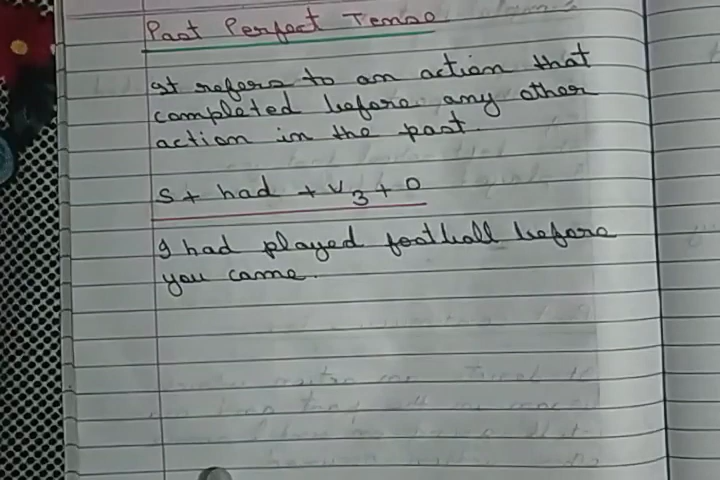 Past Perfect Tense
It refers to an action that
completed before any other
action in the past.
S + had + V3 + O
I had played football before
you came.